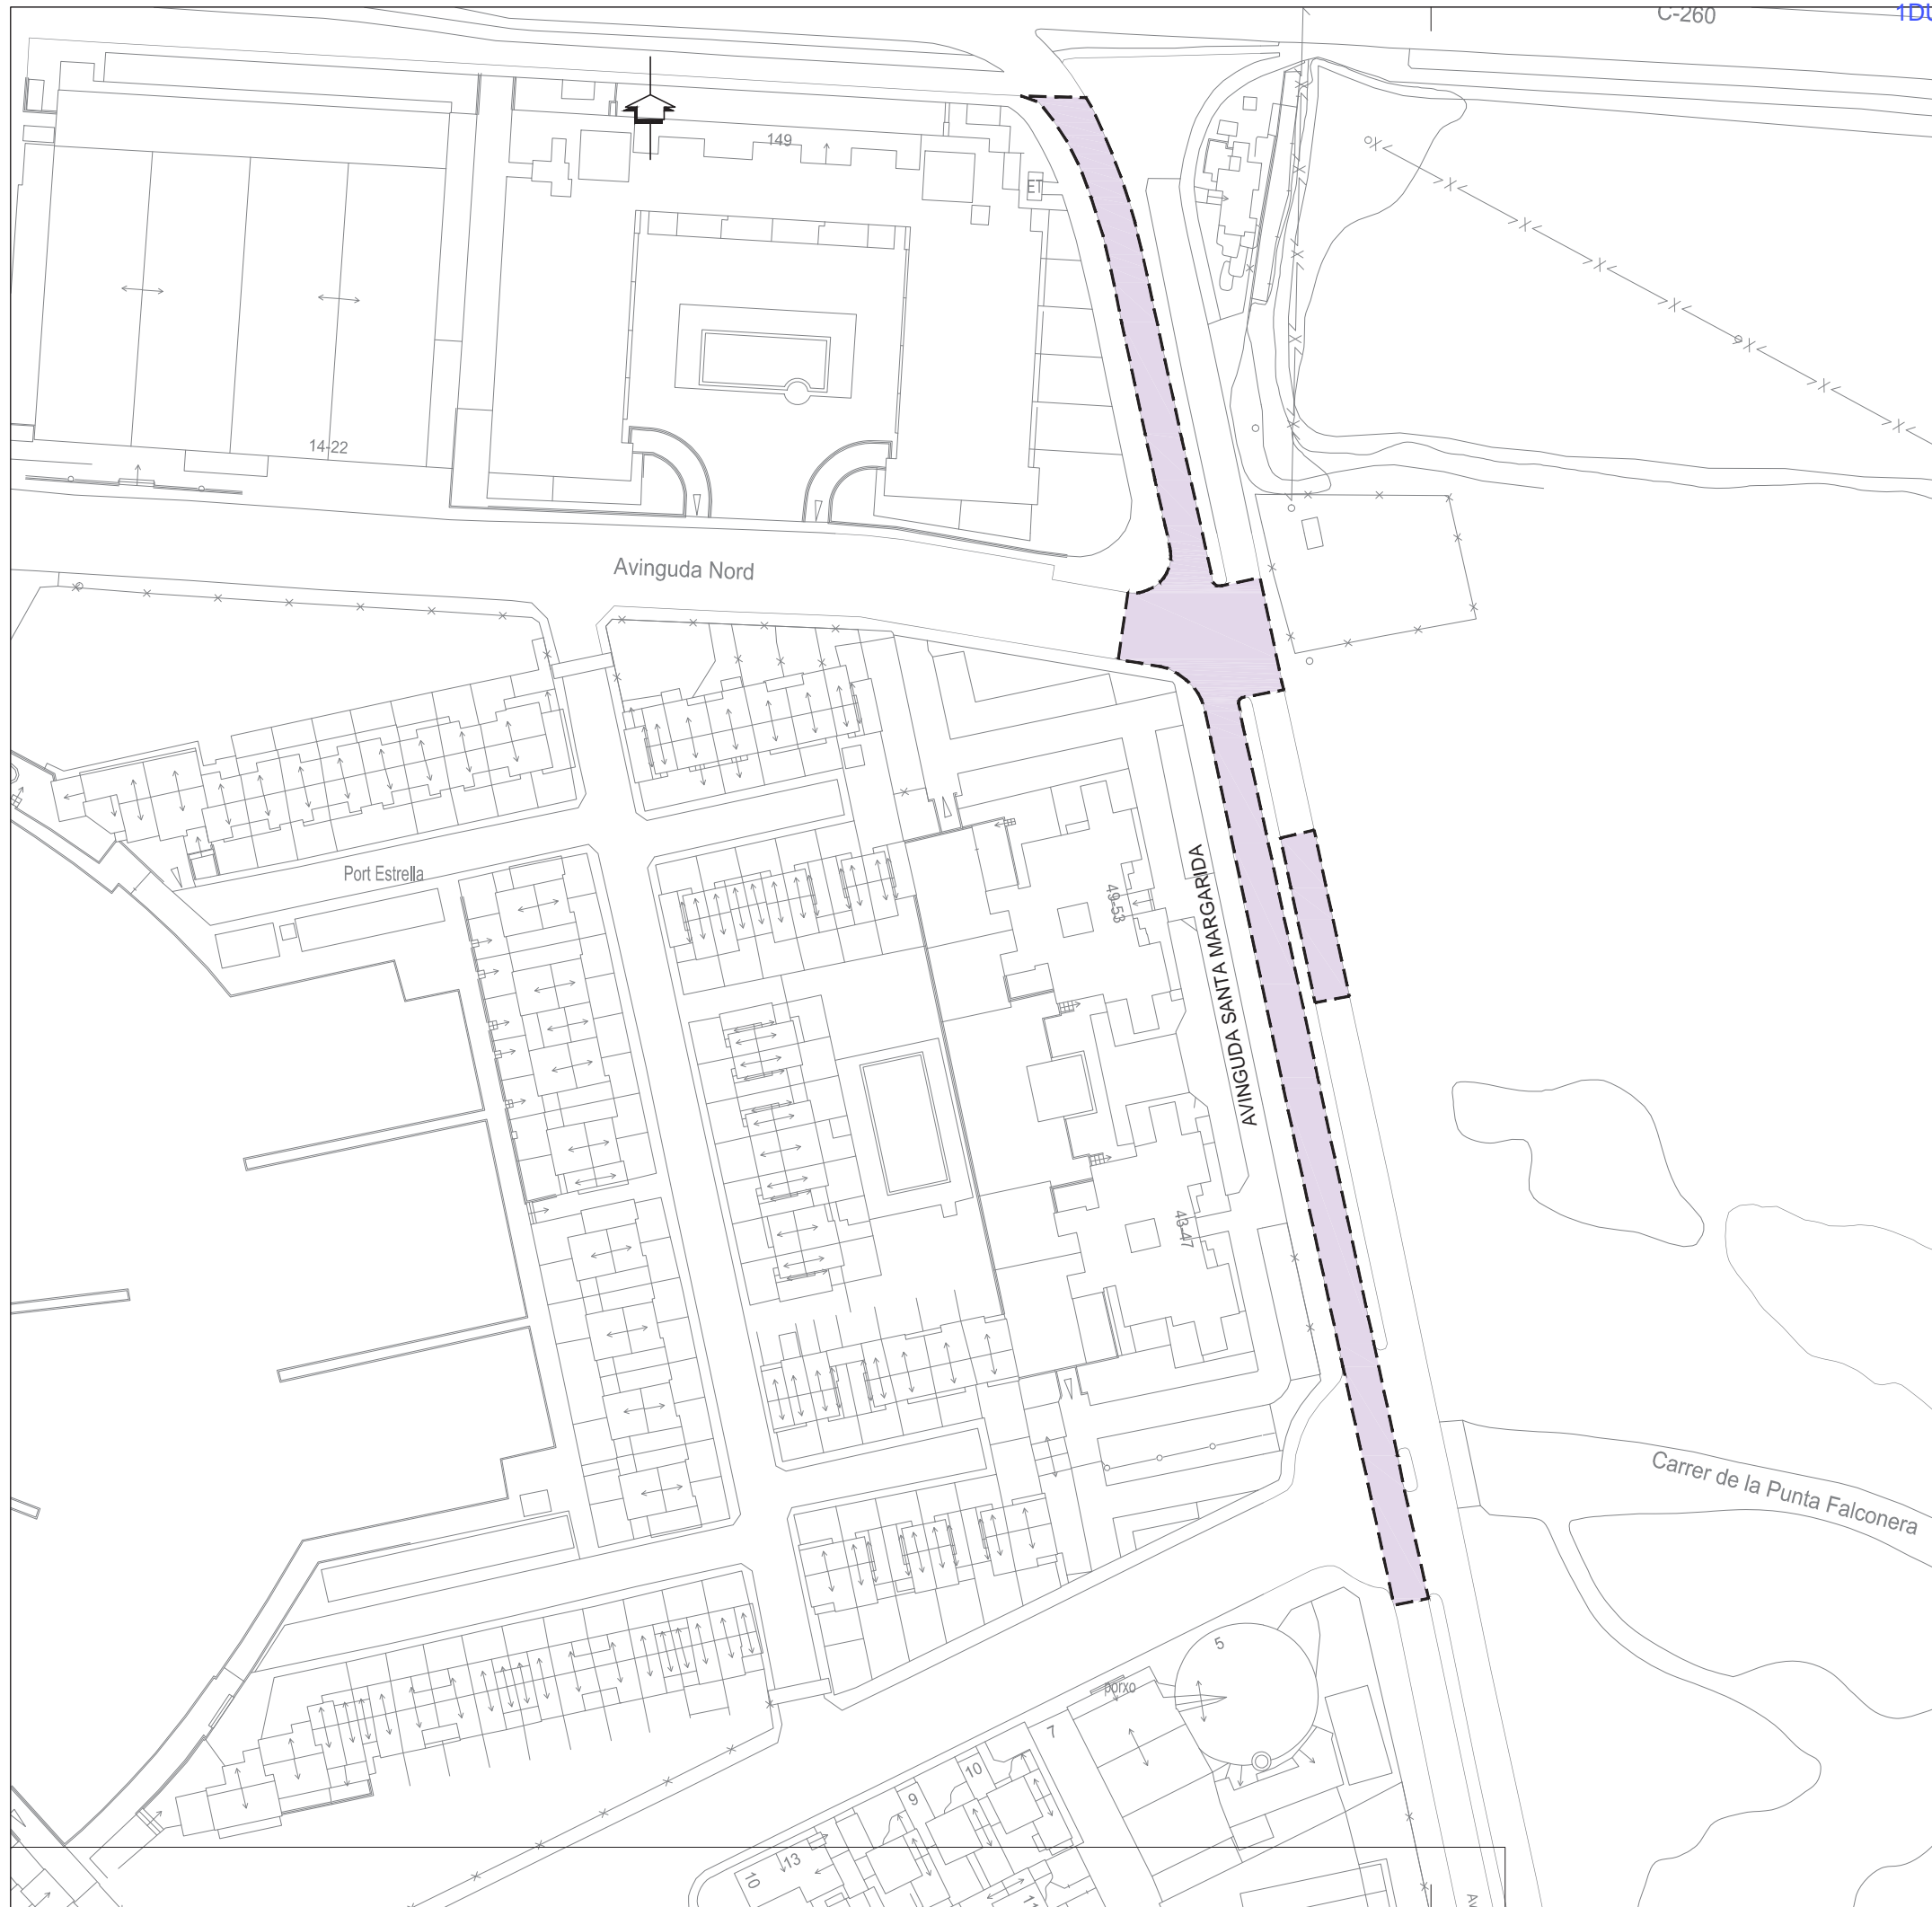 C-260
149
ET
14-22
Avinguda Nord
Port Estrella
49-53
AVINGUDA SANTA MARGARIDA
43-47
Carrer de la Punta Falconera
5
porxo
7
10
9
13
10